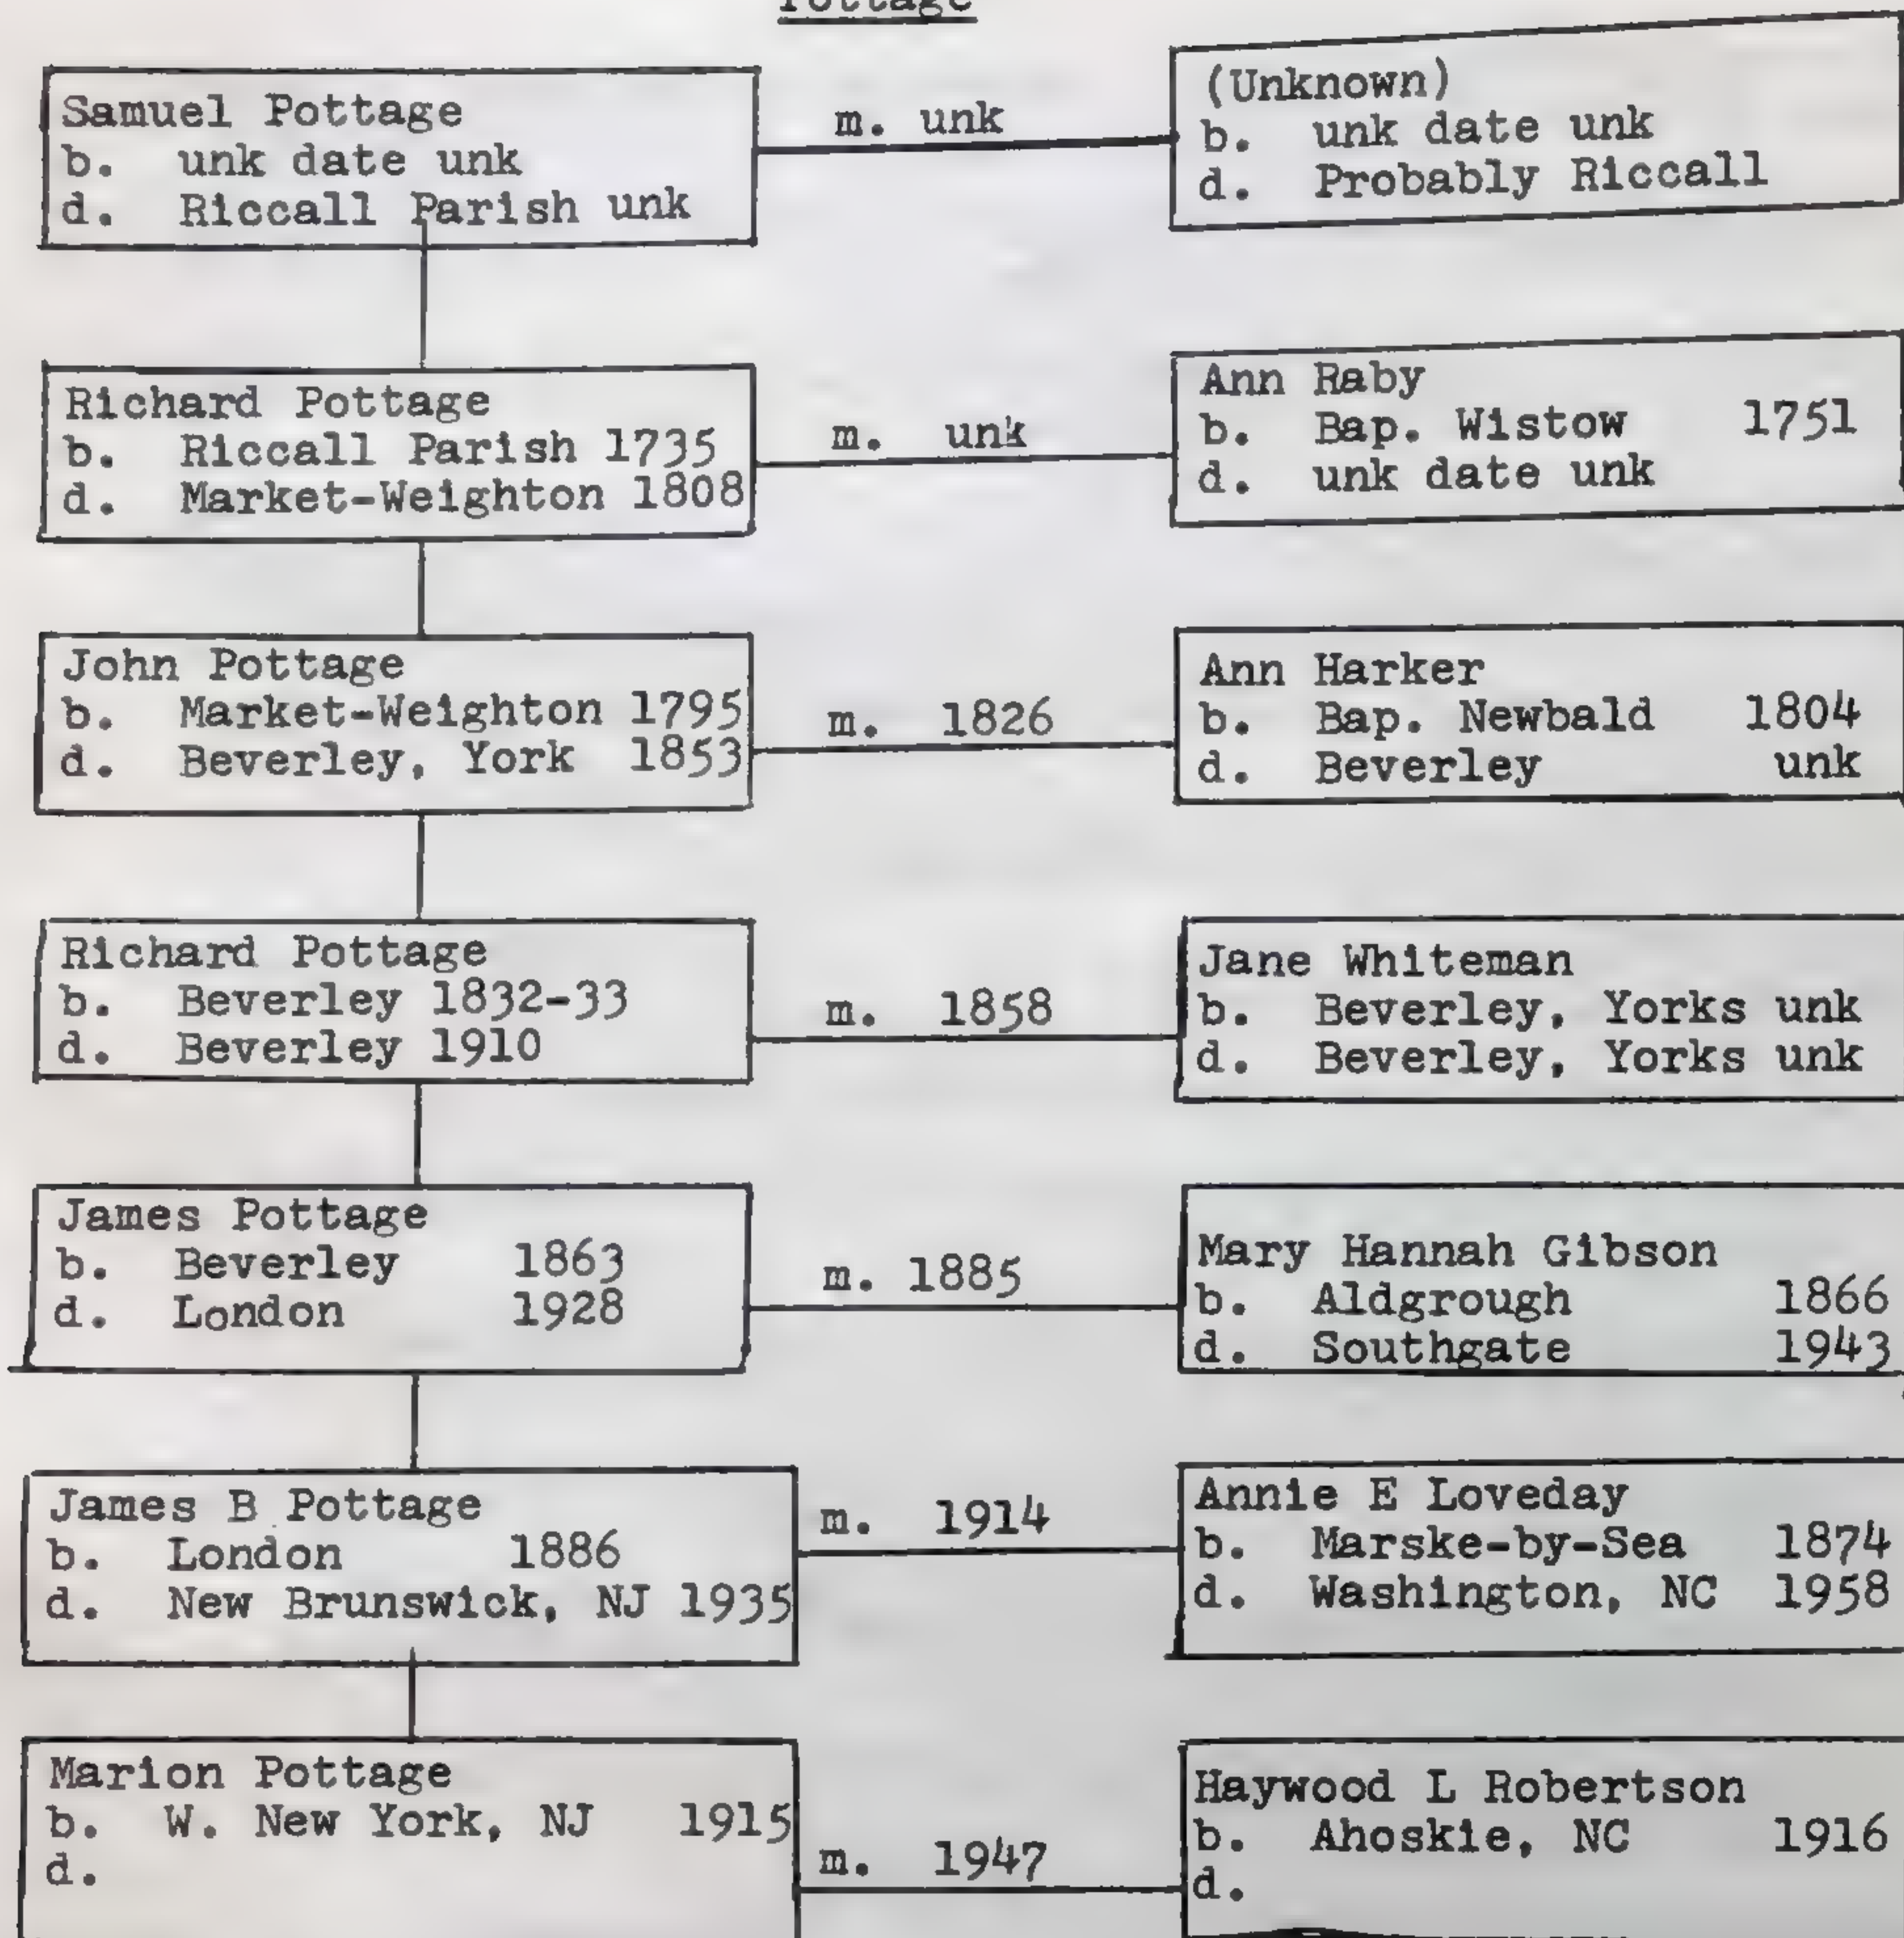 Pottage
Samuel Pottage
b. unk date unk
d. Riccall Parish unk
m. unk
(Unknown)
b. unk date unk
d. Probably Riccall
Richard Pottage
b. Riccall Parish 1735
d. Market-Weighton 1808
m. unk
Ann Raby
b. Bap. Wistow 1751
d. unk date unk
John Pottage
b. Market-Weighton 1795
d. Beverley, York 1853
m. 1826
Ann Harker
b. Bap. Newbald 1804
d. Beverley unk
Richard Pottage
b. Beverley 1832-33
d. Beverley 1910
m. 1858
Jane Whiteman
b. Beverley, Yorks unk
d. Beverley, Yorks unk
James Pottage
b. Beverley 1863
d. London 1928
m. 1885
Mary Hannah Gibson
b. Aldgrough 1866
d. Southgate 1943
James B Pottage
b. London 1886
d. New Brunswick, NJ 1935
m. 1914
Annie E Loveday
b. Marske-by-Sea 1874
d. Washington, NC 1958
Marion Pottage
b. W. New York, NJ 1915
d.
m. 1947
Haywood L Robertson
b. Ahoskie, NC 1916
d.